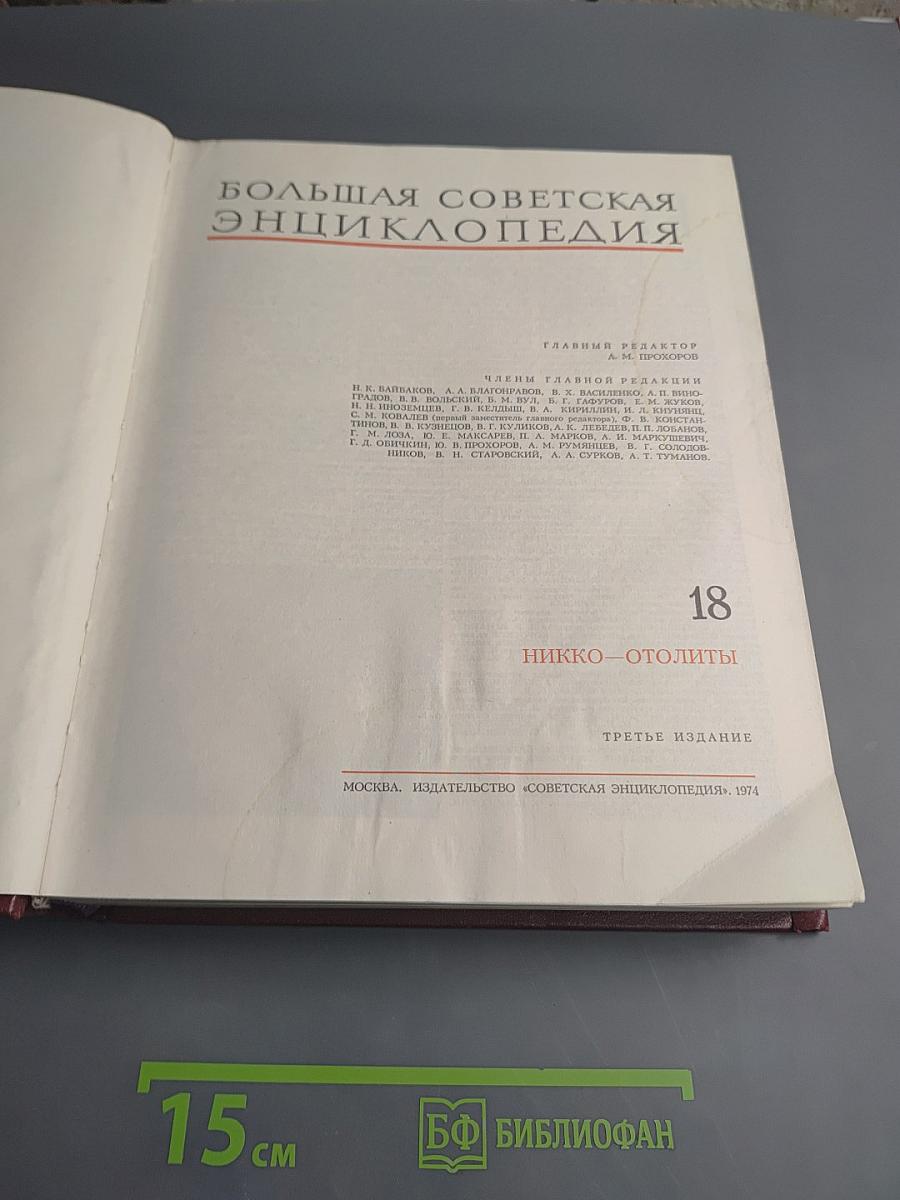 БОЛЬШАЯ СОВЕТСКАЯ
ЭНЦИКЛОПЕДИЯ
ГЛАВНЫЙ РЕДАКТОР
А. М. ПРОХОРОВ
ЧЛЕНЫ ГЛАВНОЙ РЕДАКЦИИ
Н. К. БАЙБАКОВ, А. А. БЛАГОНРАВОВ, В. Х. ВАСИЛЕНКО, А. П. ВИНО-
ГРАДОВ, В. В. ВОЛЬСКИЙ, Б. М. ВУЛ, Б. Г. ГАФУРОВ, Е. М. ЖУКОВ,
Н. Н. ИНОЗЕМЦЕВ, Г. В. КЕЛДЫШ, В. А. КИРИЛЛИН, И. Л. КНУНЯНЦ,
С. М. КОВАЛЕВ (первый заместитель главного редактора), Ф. В. КОНСТАН-
ТИНОВ, В. В. КУЗНЕЦОВ, В. Г. КУЛИКОВ, А. К. ЛЕБЕДЕВ, П. П. ЛОБАНОВ,
Г. М. ЛОЗА, Ю. Е. МАКСАРЕВ, П. А. МАРКОВ, А. И. МАРКУШЕВИЧ,
Г. Д. ОБИЧКИН, Ю. В. ПРОХОРОВ, А. М. РУМЯНЦЕВ, В. Г. СОЛОДОВ-
НИКОВ, В. Н. СТАРОВСКИЙ, А. А. СУРКОВ, А. Т. ТУМАНОВ.
18
НИККО—ОТОЛИТЫ
ТРЕТЬЕ ИЗДАНИЕ
МОСКВА. ИЗДАТЕЛЬСТВО «СОВЕТСКАЯ ЭНЦИКЛОПЕДИЯ». 1974
15 см
БФ БИБЛИОФАН